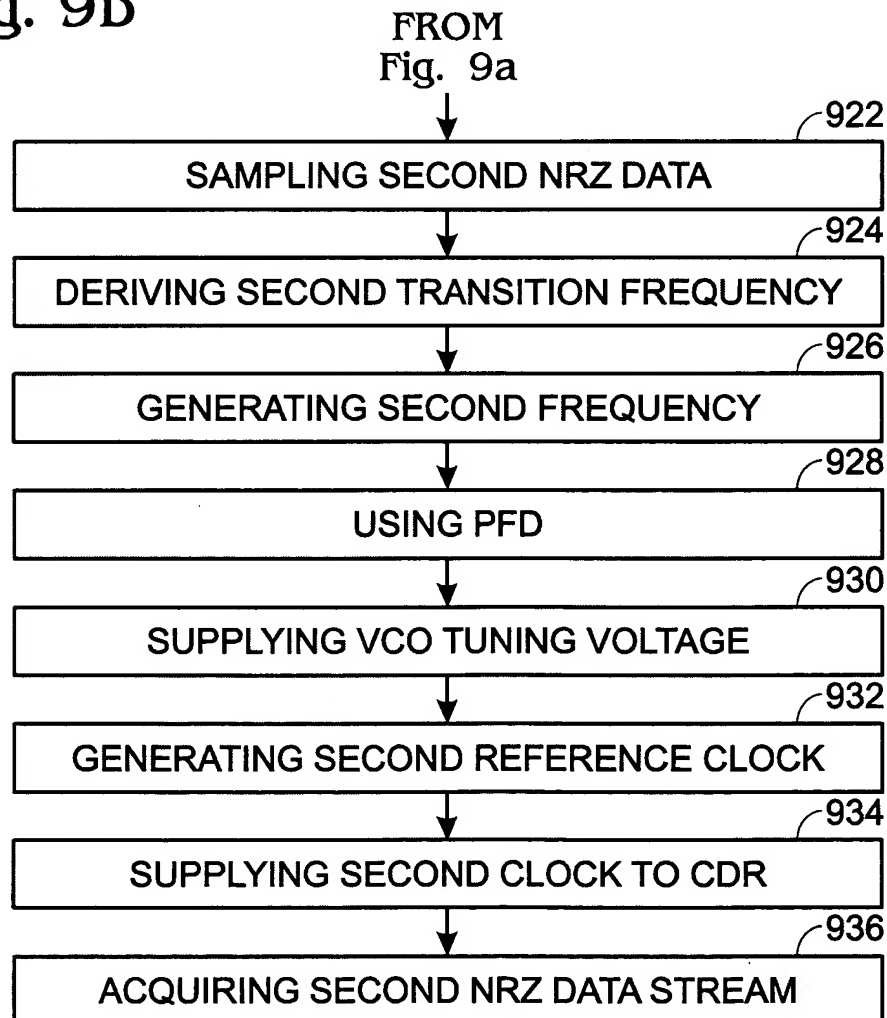 g. 9b
FROM
Fig. 9a
922
SAMPLING SECOND NRZ DATA
924
DERIVING SECOND TRANSITION FREQUENCY
926
GENERATING SECOND FREQUENCY
928
USING PFD
930
SUPPLYING VCO TUNING VOLTAGE
932
GENERATING SECOND REFERENCE CLOCK
934
SUPPLYING SECOND CLOCK TO CDR
936
ACQUIRING SECOND NRZ DATA STREAM